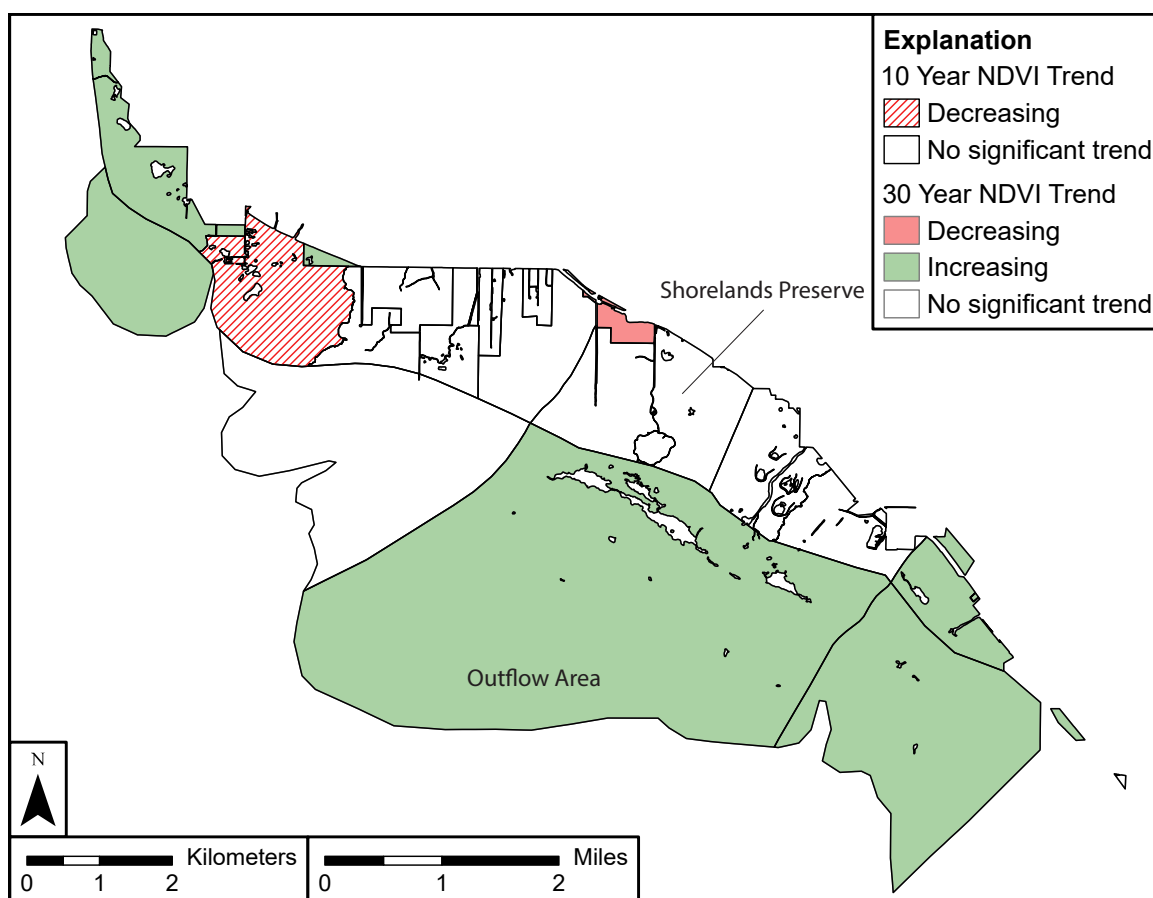 Explanation
10 Year NDVI Trend
Decreasing
No significant trend
30 Year NDVI Trend
Decreasing
Increasing
No significant trend
Shorelands Preserve
Outflow Area
N
Kilometers
0 1 2
Miles
0 1 2